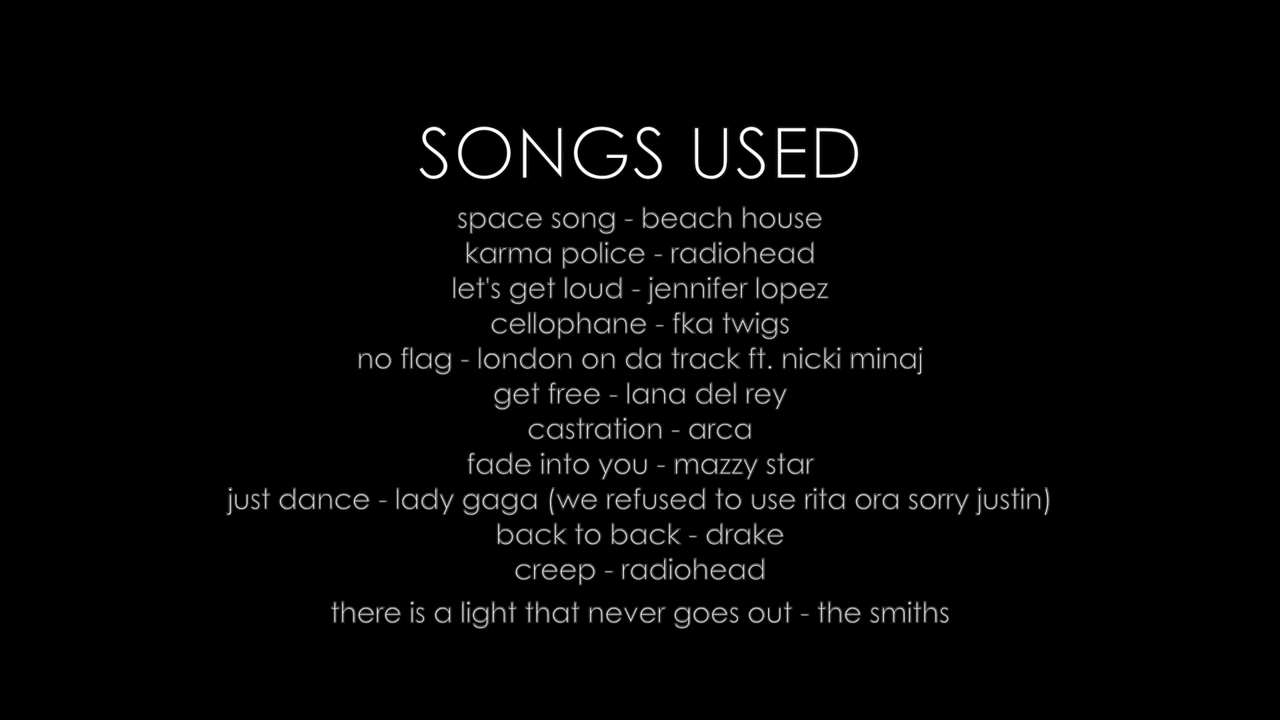 SONGS USED
space song - beach house
karma police - radiohead
let's get loud - jennifer lopez
cellophane - fka twigs
no flag - london on da track ft. nicki minaj
get free - lana del rey
castration - arca
fade into you - mazzy star
just dance - lady gaga (we refused to use rita ora sorry justin)
back to back - drake
creep - radiohead
there is a light that never goes out - the smiths